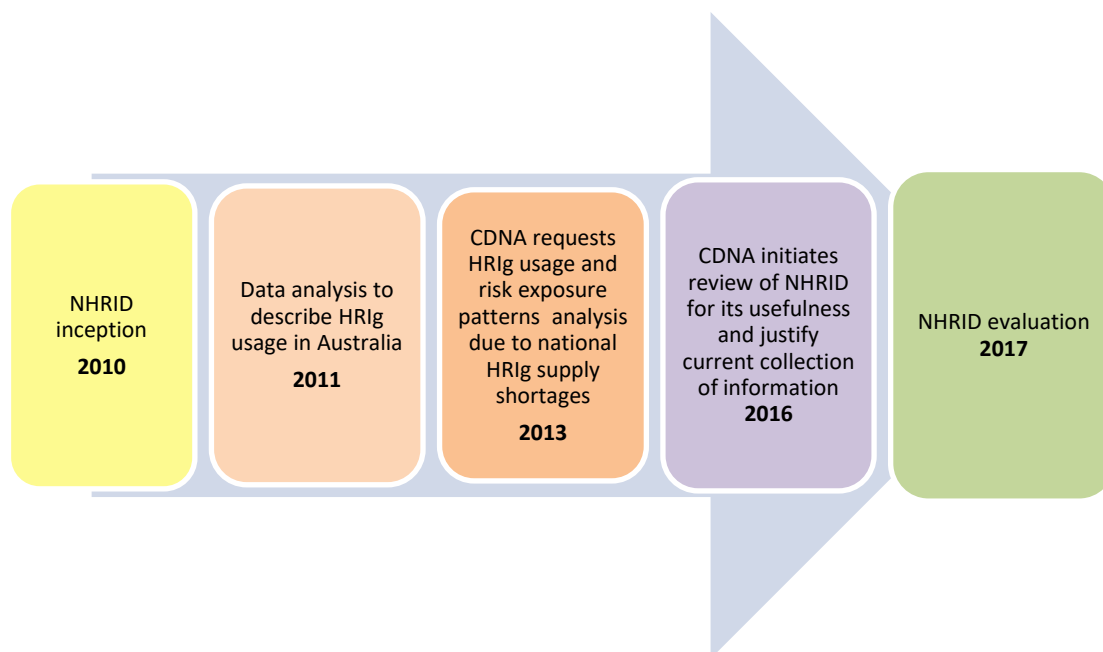 NHRID
inception
2010
Data analysis to
describe HRIg
usage in Australia
2011
CDNA requests
HRIg usage and
risk exposure
patterns analysis
due to national
HRIg supply
shortages
2013
CDNA initiates
review of NHRID
for its usefulness
and justify
current collection
of information
2016
NHRID evaluation
2017